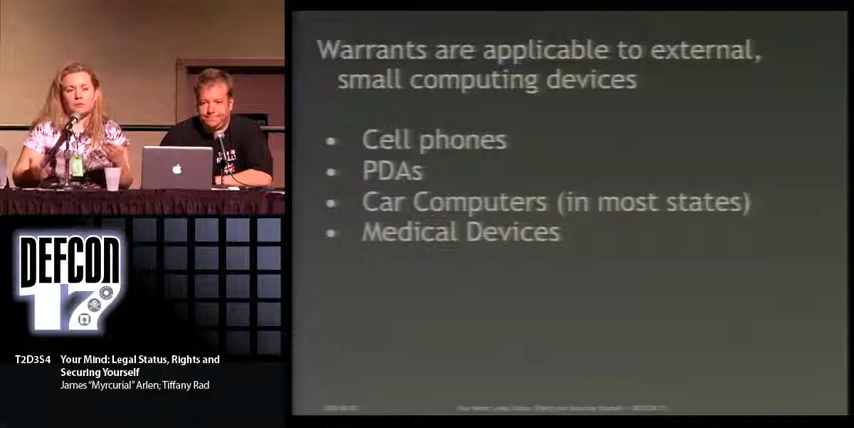 Warrants are applicable to external,
small computing devices
• Cell phones
• PDAs
• Car Computers (in most states)
• Medical Devices
DEFCON
17
T2D3S4 Your Mind: Legal Status, Rights and
Securing Yourself
James "Myrcurial" Arlen; Tiffany Rad